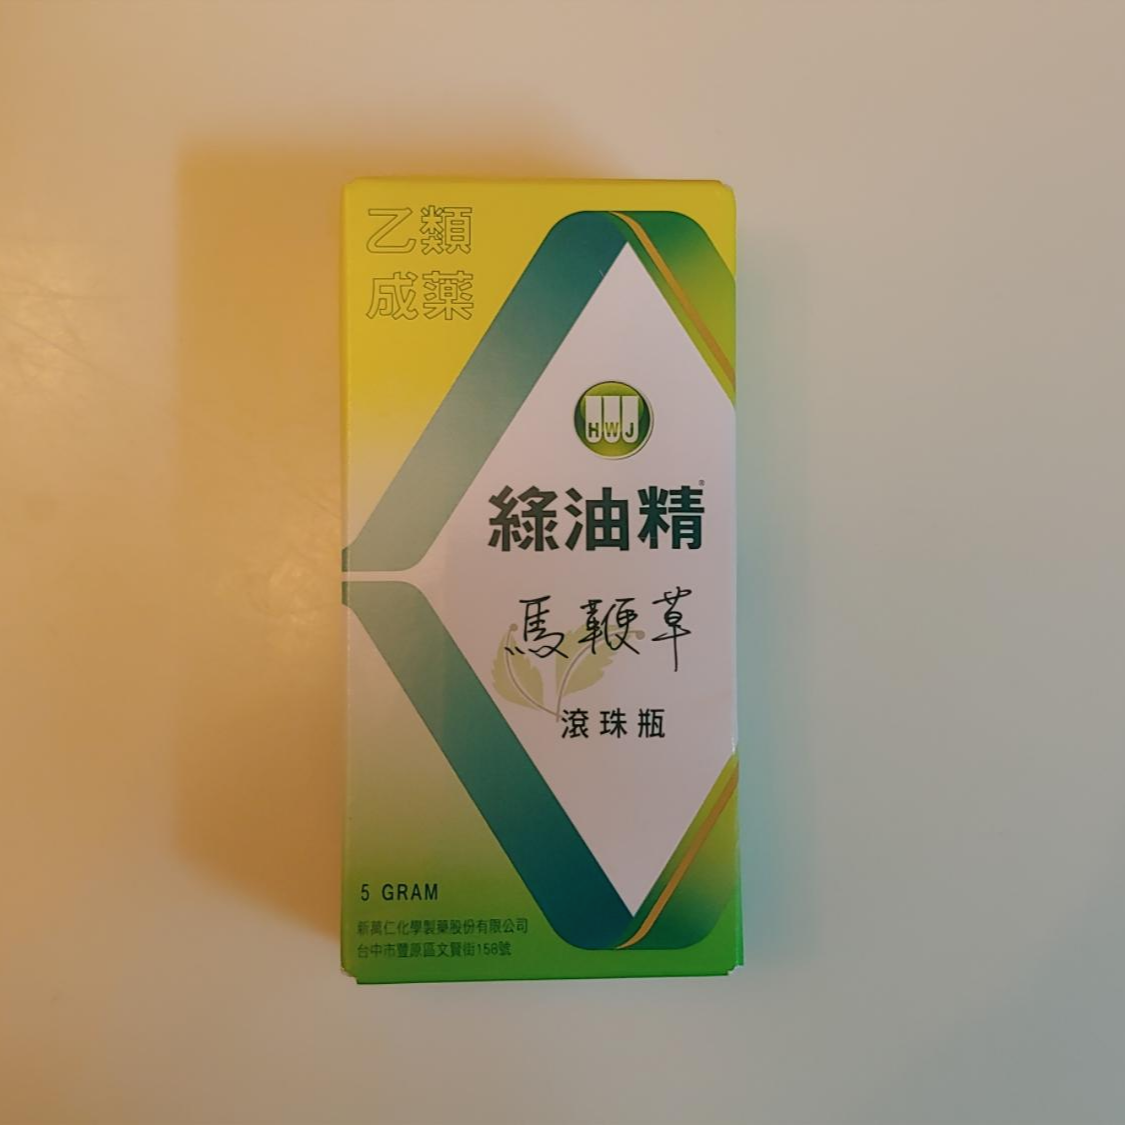 乙類
成藥
HWJ
綠油精®
馬鞭草
滾珠瓶
5 GRAM
新萬仁化學製藥股份有限公司
台中市豐原區文賢街158號